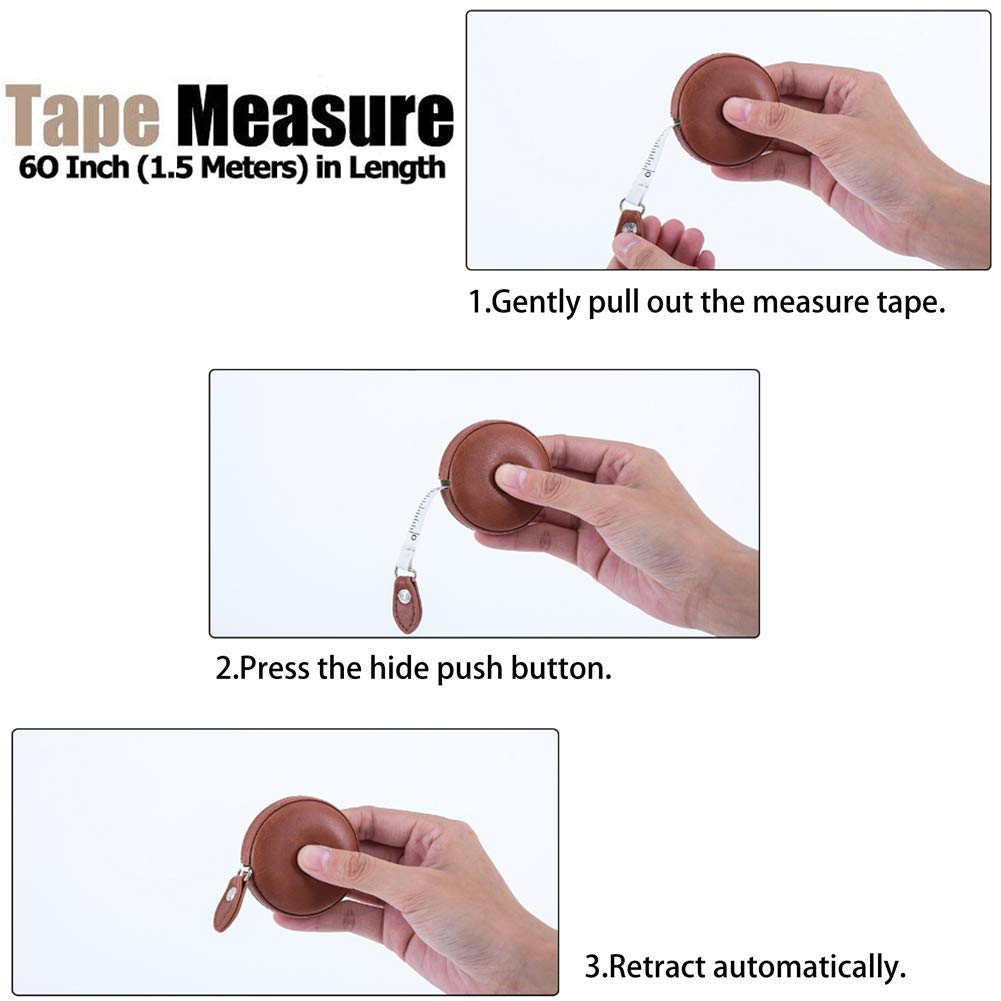 Tape Measure
60 Inch (1.5 Meters) in Length
1.Gently pull out the measure tape.
2.Press the hide push button.
3.Retract automatically.